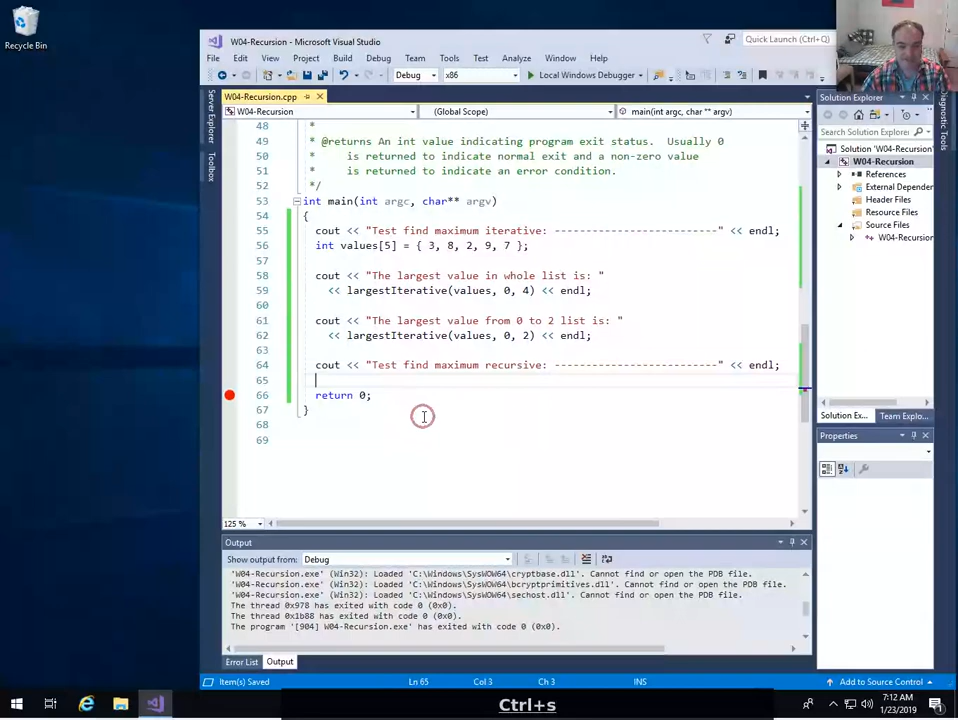 Recycle Bin
W04-Recursion - Microsoft Visual Studio
Quick Launch (Ctrl+Q)
File Edit View Project Build Debug Team Tools Test Analyze Window Help
Debug x86 Local Windows Debugger
Server Explorer
Toolbox
W04-Recursion.cpp
W04-Recursion (Global Scope) main(int argc, char ** argv)
48 *
49 * @returns An int value indicating program exit status. Usually 0
50 * is returned to indicate normal exit and a non-zero value
51 * is returned to indicate an error condition.
52 */
53 int main(int argc, char** argv)
54 {
55 cout << "Test find maximum iterative: --------------------------" << endl;
56 int values[5] = { 3, 8, 2, 9, 7 };
57
58 cout << "The largest value in whole list is: "
59 << largestIterative(values, 0, 4) << endl;
60
61 cout << "The largest value from 0 to 2 list is: "
62 << largestIterative(values, 0, 2) << endl;
63
64 cout << "Test find maximum recursive: --------------------------" << endl;
65
66 return 0;
67 }
68
69
125 %
Output
Show output from: Debug
'W04-Recursion.exe' (Win32): Loaded 'C:\Windows\SysWOW64\cryptbase.dll'. Cannot find or open the PDB file.
'W04-Recursion.exe' (Win32): Loaded 'C:\Windows\SysWOW64\bcryptprimitives.dll'. Cannot find or open the PDB file.
'W04-Recursion.exe' (Win32): Loaded 'C:\Windows\SysWOW64\sechost.dll'. Cannot find or open the PDB file.
The thread 0x978 has exited with code 0 (0x0).
The thread 0x1b88 has exited with code 0 (0x0).
The program '[904] W04-Recursion.exe' has exited with code 0 (0x0).
Error List Output
Solution Explorer
Search Solution Explorer
Solution 'W04-Recursion'
W04-Recursion
References
External Depender
Header Files
Resource Files
Source Files
W04-Recursion
Solution Ex... Team Explo...
Properties
Diagnostic Tools
Item(s) Saved Ln 65 Col 3 Ch 3 INS Add to Source Control
Ctrl+s
7:12 AM
1/23/2019
1